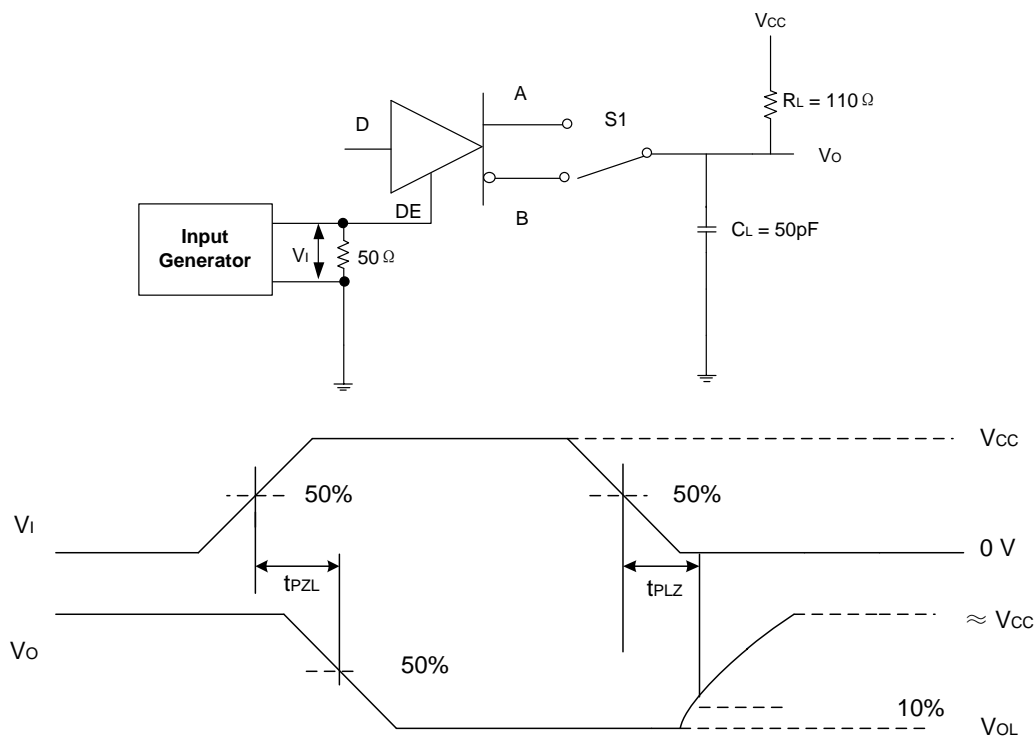 VCC
RL = 110 Ω
A
S1
D
VO
DE
B
CL = 50pF
Input
Generator
VI
50 Ω
VCC
50%
50%
VI
0 V
tPZL
tPLZ
≈ VCC
VO
50%
10%
VOL